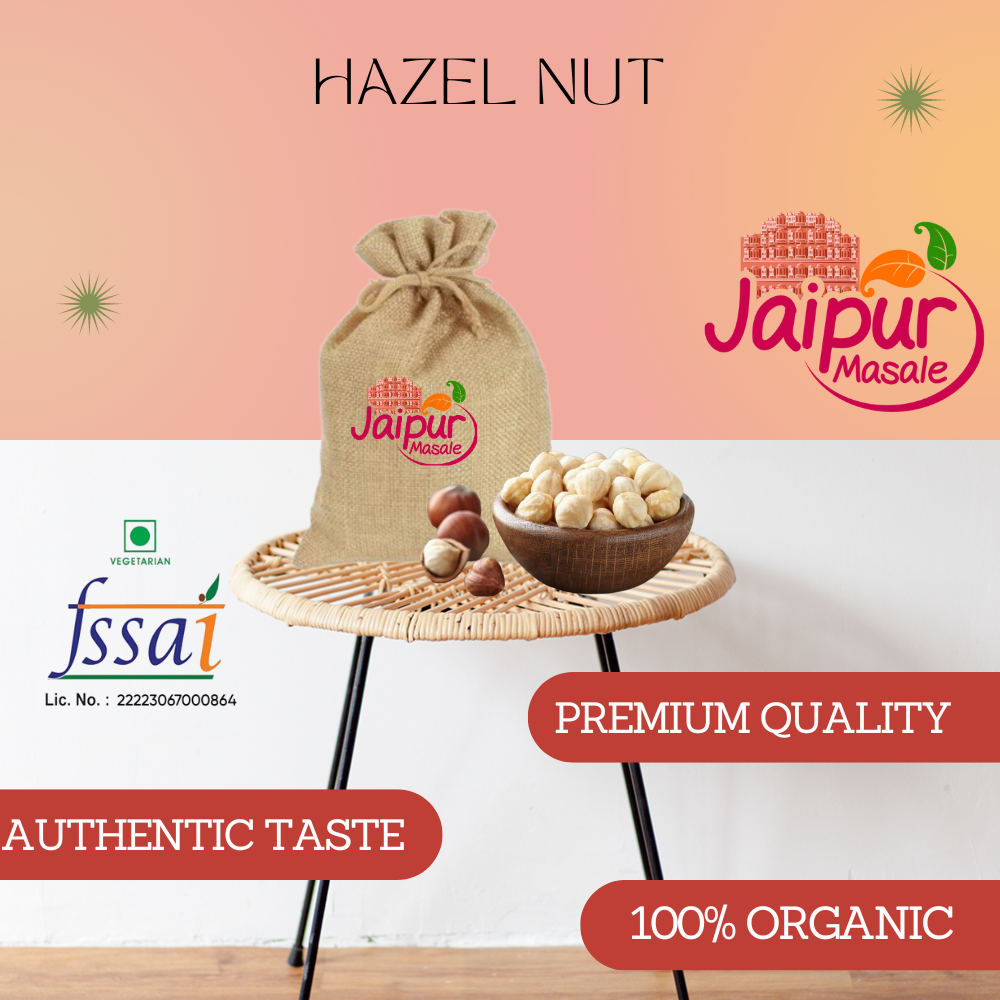 HAZEL NUT
Jaipur
Masale
Jaipur
Masale
VEGETARIAN
fssai
Lic. No. : 22223067000864
PREMIUM QUALITY
AUTHENTIC TASTE
100% ORGANIC